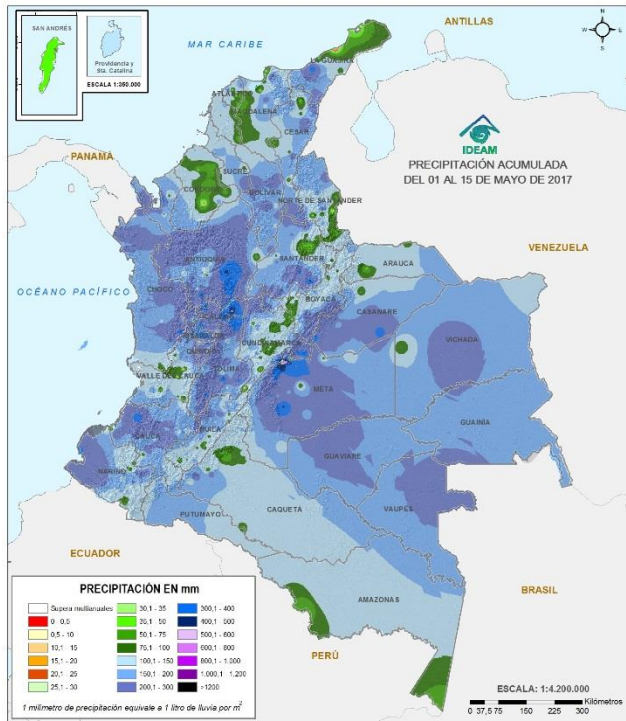 SAN ANDRÉS
Providencia y
Sta. Catalina
ESCALA 1:350.000
ANTILLAS
MAR CARIBE
N
W
E
S
LA GUAJIRA
ATLÁNTICO
MAGDALENA
CESAR
PANAMÁ
IDEAM
PRECIPITACIÓN ACUMULADA
DEL 01 AL 15 DE MAYO DE 2017
SUCRE
CÓRDOBA
BOLÍVAR
NORTE DE SANTANDER
VENEZUELA
ANTIOQUIA
SANTANDER
ARAUCA
OCÉANO PACÍFICO
CHOCÓ
BOYACÁ
CASANARE
CALDAS
RISARALDA
CUNDINAMARCA
VICHADA
QUINDÍO
VALLE DEL CAUCA
TOLIMA
META
GUAINÍA
HUILA
CAUCA
GUAVIARE
NARIÑO
CAQUETÁ
VAUPÉS
PUTUMAYO
ECUADOR
BRASIL
AMAZONAS
PERÚ
PRECIPITACIÓN EN mm
Supera multianuales 30,1 - 35 300,1 - 400
0 - 0,5 35,1 - 50 400,1 - 500
0,5 - 10 50,1 - 75 500,1 - 600
10,1 - 15 75,1 - 100 600,1 - 800
15,1 - 20 100,1 - 150 800,1 - 1.000
20,1 - 25 150,1 - 200 1.000,1 - 1.200
25,1 - 30 200,1 - 300 >1200
1 milímetro de precipitación equivale a 1 litro de lluvia por m2
ESCALA: 1:4.200.000
Kilómetros
0 37,5 75 150 225 300